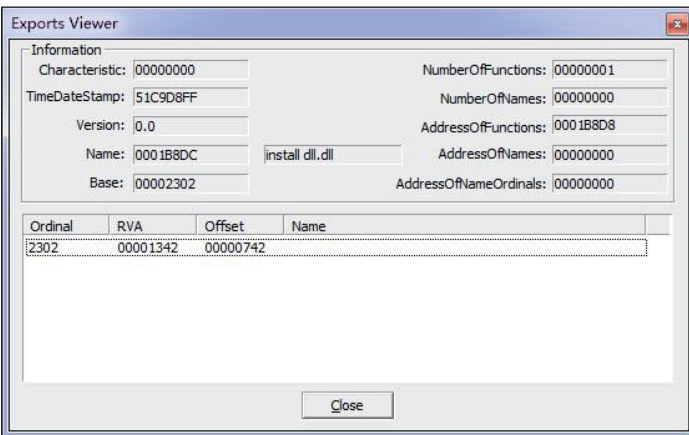 Exports Viewer
Information
Characteristic: 00000000
NumberOfFunctions: 00000001
TimeDateStamp: 51C9D8FF
NumberOfNames: 00000000
Version: 0.0
AddressOfFunctions: 0001B8D8
Name: 0001B8DC install dll.dll
AddressOfNames: 00000000
Base: 00002302
AddressOfNameOrdinals: 00000000
Ordinal RVA Offset Name
2302 00001342 00000742
Close